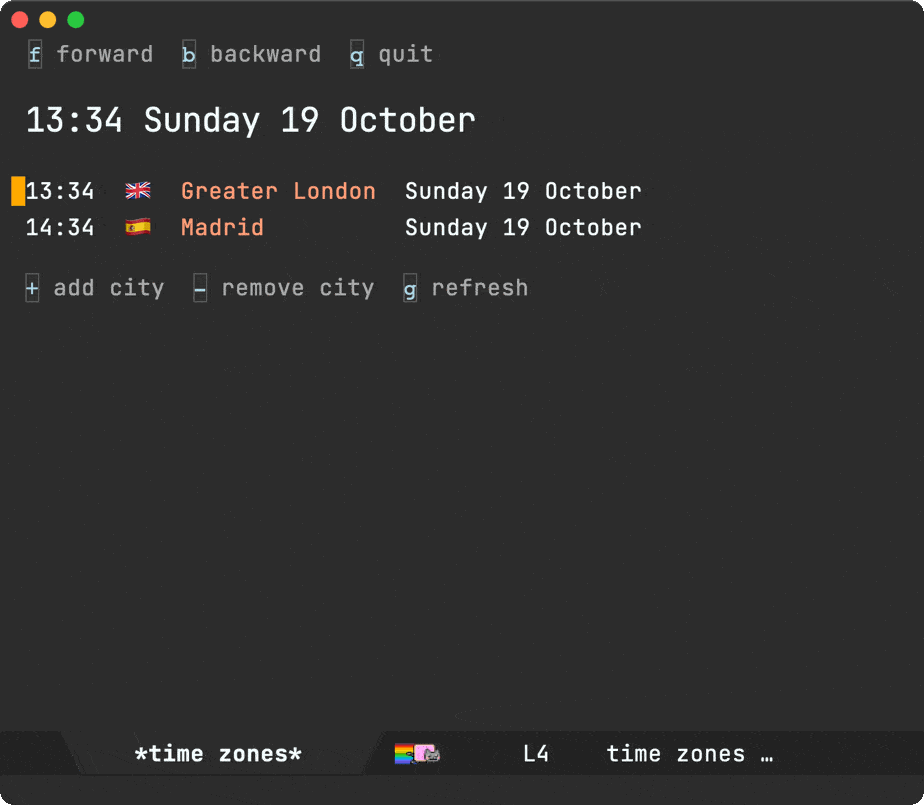 f forward b backward q quit
13:34 Sunday 19 October
13:34 🇬🇧 Greater London Sunday 19 October
14:34 🇪🇸 Madrid Sunday 19 October
+ add city - remove city g refresh
*time zones* L4 time zones …